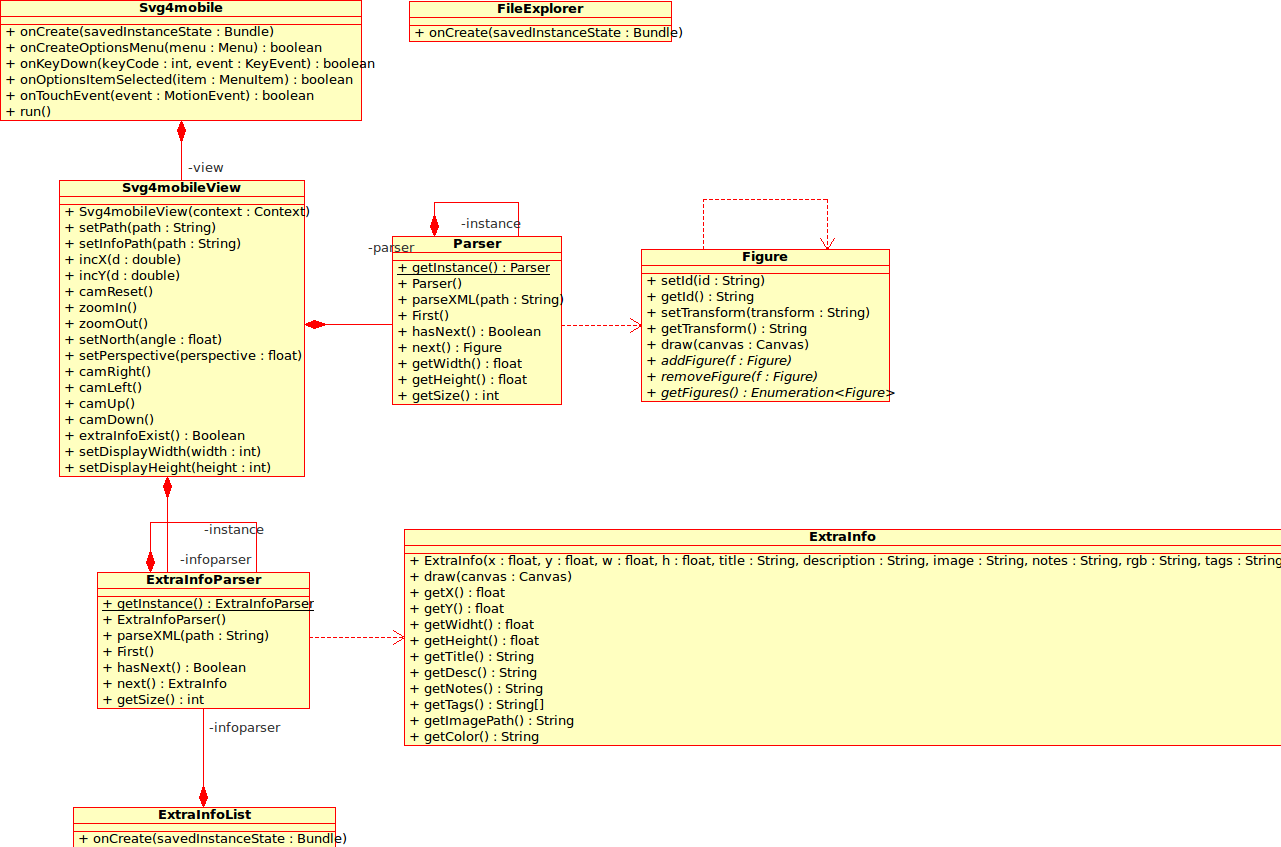 Svg4mobile
+ onCreate(savedInstanceState : Bundle)
+ onCreateOptionsMenu(menu : Menu) : boolean
+ onKeyDown(keyCode : int, event : KeyEvent) : boolean
+ onOptionsItemSelected(item : MenuItem) : boolean
+ onTouchEvent(event : MotionEvent) : boolean
+ run()
FileExplorer
+ onCreate(savedInstanceState : Bundle)
-view
Svg4mobileView
+ Svg4mobileView(context : Context)
+ setPath(path : String)
+ setInfoPath(path : String)
+ incX(d : double)
+ incY(d : double)
+ camReset()
+ zoomIn()
+ zoomOut()
+ setNorth(angle : float)
+ setPerspective(perspective : float)
+ camRight()
+ camLeft()
+ camUp()
+ camDown()
+ extraInfoExist() : Boolean
+ setDisplayWidth(width : int)
+ setDisplayHeight(height : int)
-parser
-instance
Parser
+ getInstance() : Parser
+ Parser()
+ parseXML(path : String)
+ First()
+ hasNext() : Boolean
+ next() : Figure
+ getWidth() : float
+ getHeight() : float
+ getSize() : int
Figure
+ setId(id : String)
+ getId() : String
+ setTransform(transform : String)
+ getTransform() : String
+ draw(canvas : Canvas)
+ addFigure(f : Figure)
+ removeFigure(f : Figure)
+ getFigures() : Enumeration<Figure>
-instance
-infoparser
ExtraInfoParser
+ getInstance() : ExtraInfoParser
+ ExtraInfoParser()
+ parseXML(path : String)
+ First()
+ hasNext() : Boolean
+ next() : ExtraInfo
+ getSize() : int
ExtraInfo
+ ExtraInfo(x : float, y : float, w : float, h : float, title : String, description : String, image : String, notes : String, rgb : String, tags : String
+ draw(canvas : Canvas)
+ getX() : float
+ getY() : float
+ getWidht() : float
+ getHeight() : float
+ getTitle() : String
+ getDesc() : String
+ getNotes() : String
+ getTags() : String[]
+ getImagePath() : String
+ getColor() : String
-infoparser
ExtraInfoList
+ onCreate(savedInstanceState : Bundle)